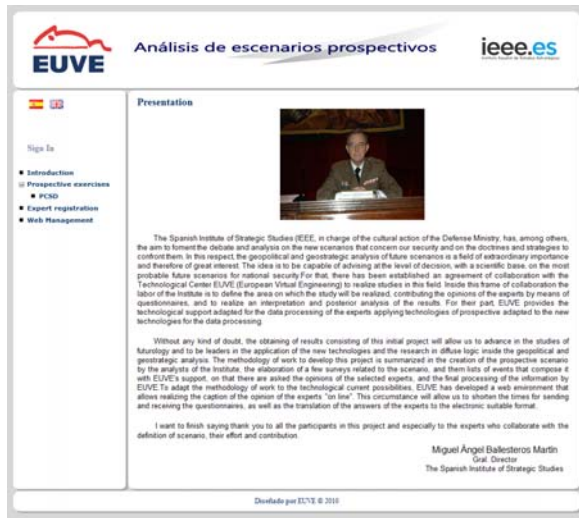 EUVE
Análisis de escenarios prospectivos
ieee.es
Instituto Español de Estudios Estratégicos
Sign In
Introduction
Prospective exercises
PCSD
Expert registration
Web Management
Presentation
The Spanish Institute of Strategic Studies (IEEE, in charge of the cultural action of the Defense Ministry, has, among others,
the aim to foment the debate and analysis on the new scenarios that concern our security and on the doctrines and strategies to
confront them. In this respect, the geopolitical and geostrategic analysis of future scenarios is a field of extraordinary importance
and therefore of great interest. The idea is to be capable of advising at the level of decision, with a scientific base, on the most
probable future scenarios for national security.For that, there has been established an agreement of collaboration with the
Technological Center EUVE (European Virtual Engineering) to realize this study in this field. Inside this frame of collaboration the
labor of the Institute is to define the area on which the study will be realized, contributing the opinions of the experts by means of
questionnaires, and to realize an interpretation and posterior analysis of the results. For their part, EUVE provides the
technological support adapted for the data processing of the experts applying technologies of prospective adapted to the new
technologies for the data processing.
Without any kind of doubt, the obtaining of results consisting of this initial project will allow us to advance in the studies of
futurology and to be leaders in the application of the new technologies and the research in diffuse logic inside the geopolitical and
geostrategic analysis. The methodology of work to develop this project is summarized in the creation of the prospective scenario
by the analysts of the Institute, the elaboration of a few surveys related to the scenario, and them lists of events that compose it
with EUVE's support, on that there are asked the opinions of the selected experts, and the final processing of the information by
EUVE.To adapt the methodology of work to the technological current possibilities, EUVE has developed a web environment that
allows realizing the caption of the opinion of the experts "on line". This circumstance will allow us to shorten the times for sending
and receiving the questionnaires, as well as the translation of the answers of the experts to the electronic suitable format.
I want to finish saying thank you to all the participants in this project and especially to the experts who collaborate with the
definition of scenario, their effort and contribution.
Miguel Ángel Ballesteros Martín
Gral. Director
The Spanish Institute of Strategic Studies
Diseñado por EUVE © 2010